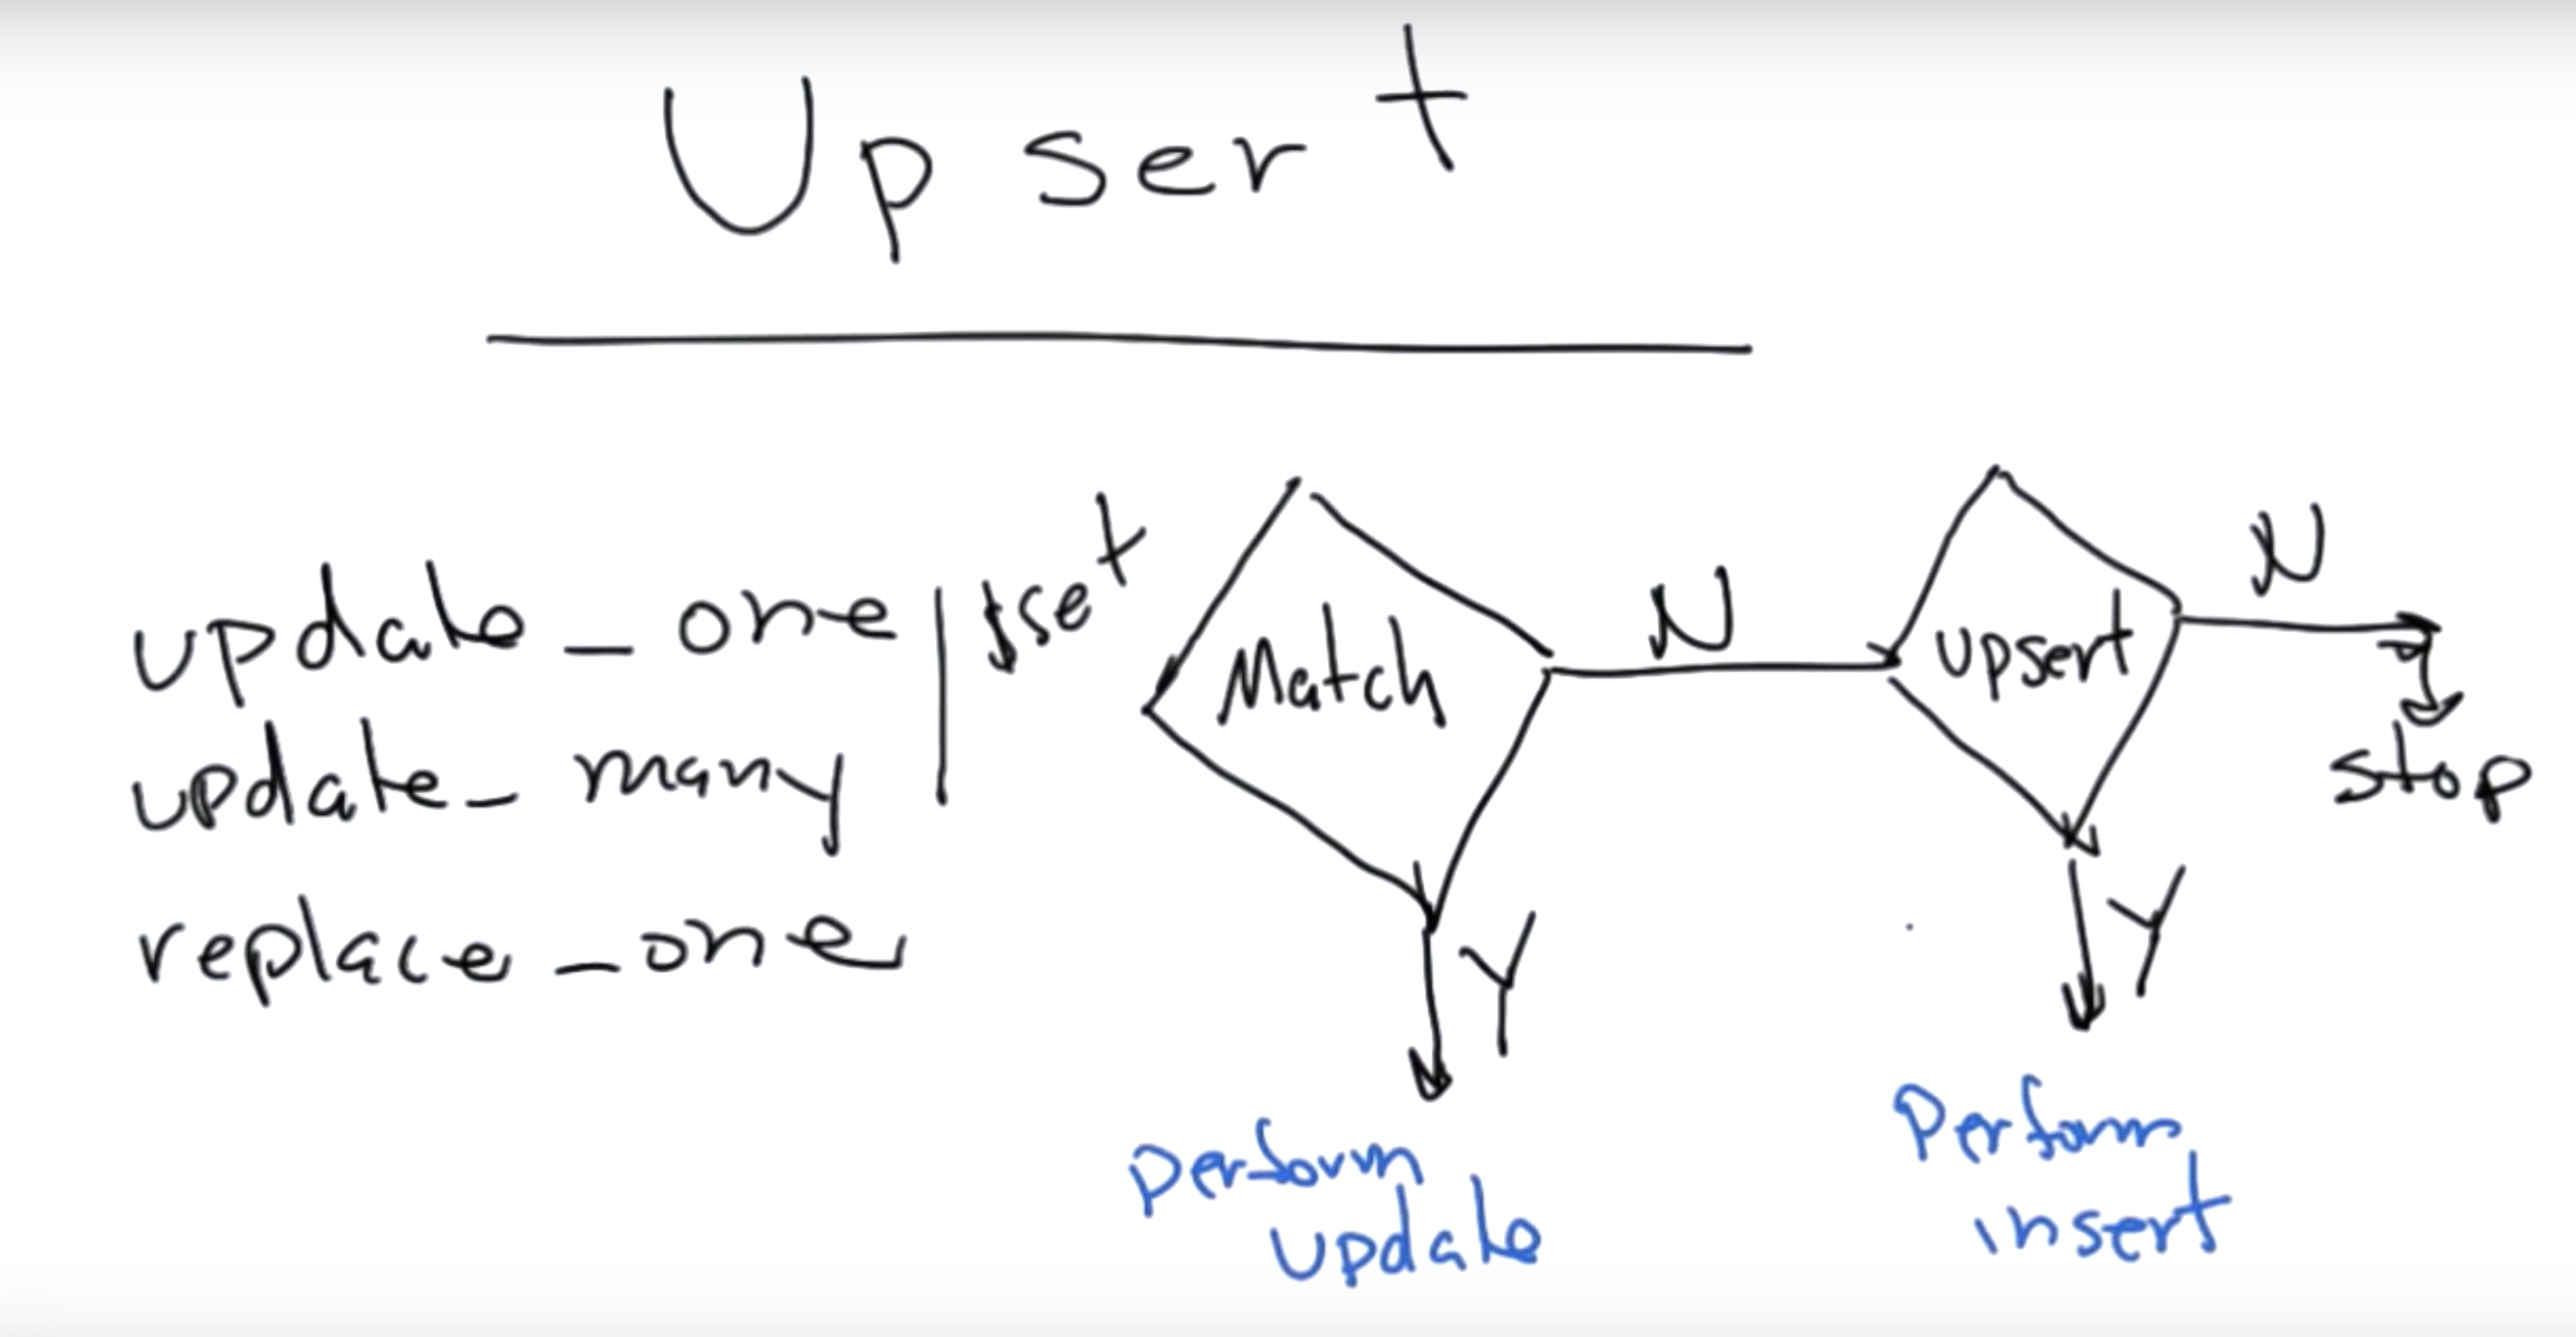 Upsert
update_one | $set
update_many
replace_one
Match
N
upsert
N
stop
Y
Y
perform
update
Perform
insert